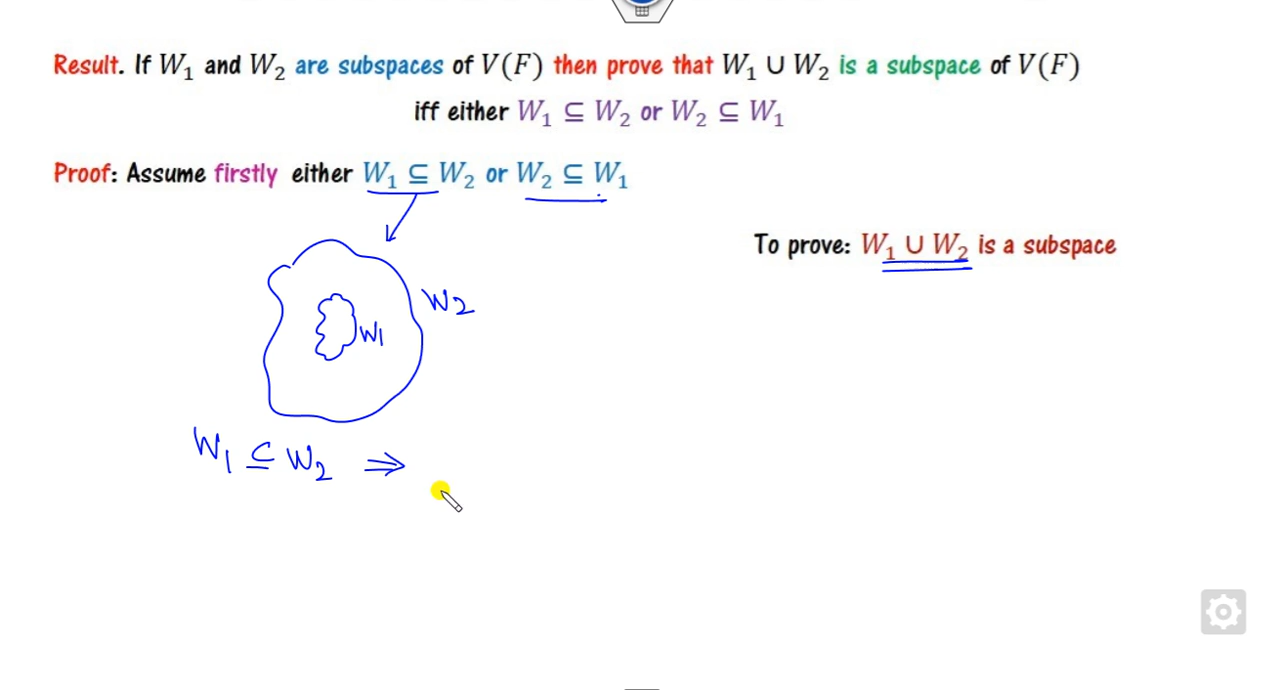 Result. If W₁ and W₂ are subspaces of V(F) then prove that W₁ ∪ W₂ is a subspace of V(F)
iff either W₁ ⊆ W₂ or W₂ ⊆ W₁
Proof: Assume firstly either W₁ ⊆ W₂ or W₂ ⊆ W₁
To prove: W₁ ∪ W₂ is a subspace
W2
W1
W₁ ⊆ W₂ ⇒